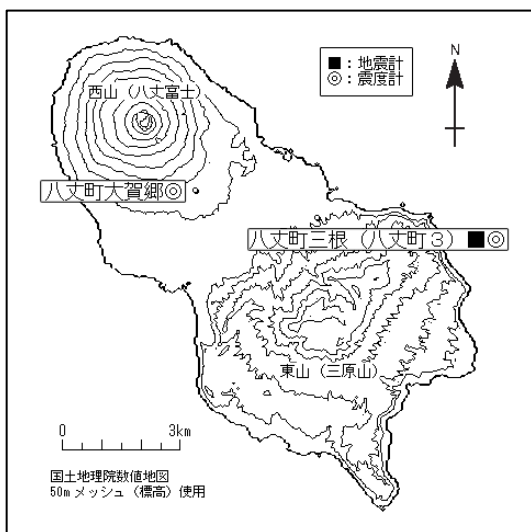 ■：地震計
◎：震度計
N
西山（八丈富士）
八丈町大賀郷◎
八丈町三根（八丈町３）■◎
東山（三原山）
0 3km
国土地理院数値地図
50mメッシュ（標高）使用